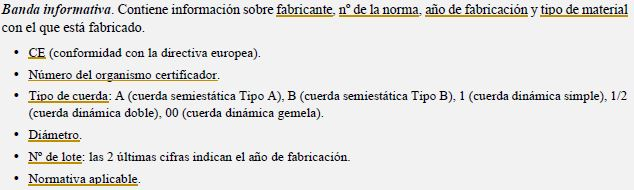 Banda informativa. Contiene información sobre fabricante, nº de la norma, año de fabricación y tipo de material
con el que está fabricado.
• CE (conformidad con la directiva europea).
• Número del organismo certificador.
• Tipo de cuerda: A (cuerda semiestática Tipo A), B (cuerda semiestática Tipo B), 1 (cuerda dinámica simple), 1/2
(cuerda dinámica doble), 00 (cuerda dinámica gemela).
• Diámetro.
• Nº de lote: las 2 últimas cifras indican el año de fabricación.
• Normativa aplicable.